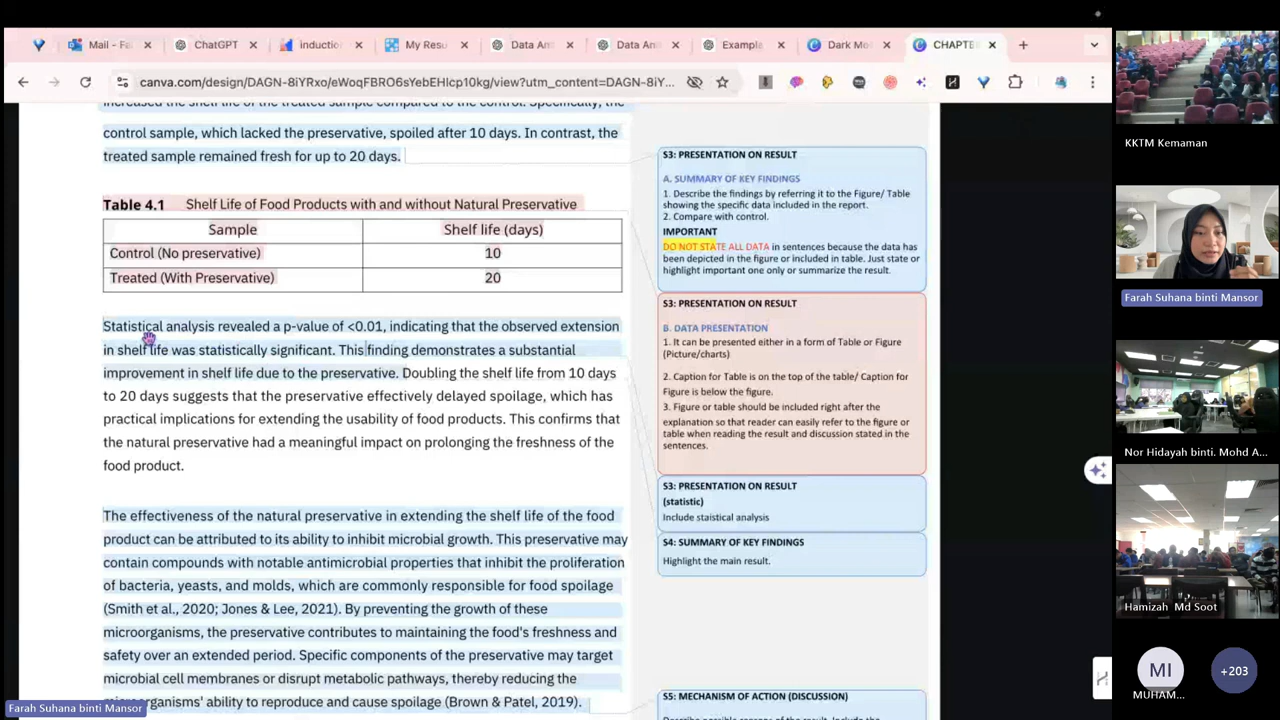 Mail - Fa
ChatGPT
induction
My Resu
Data An
Data An
Exampla
Dark Mo
CHAPTE
canva.com/design/DAGN-8iYRxo/eWoqFBRO6sYebEHIcp10kg/view?utm_content=DAGN-8iY...
increased the shelf life of the treated sample compared to the control. Specifically, the
control sample, which lacked the preservative, spoiled after 10 days. In contrast, the
treated sample remained fresh for up to 20 days.
Table 4.1 Shelf Life of Food Products with and without Natural Preservative
Sample Shelf life (days)
Control (No preservative) 10
Treated (With Preservative) 20
Statistical analysis revealed a p-value of <0.01, indicating that the observed extension
in shelf life was statistically significant. This finding demonstrates a substantial
improvement in shelf life due to the preservative. Doubling the shelf life from 10 days
to 20 days suggests that the preservative effectively delayed spoilage, which has
practical implications for extending the usability of food products. This confirms that
the natural preservative had a meaningful impact on prolonging the freshness of the
food product.
The effectiveness of the natural preservative in extending the shelf life of the food
product can be attributed to its ability to inhibit microbial growth. This preservative may
contain compounds with notable antimicrobial properties that inhibit the proliferation
of bacteria, yeasts, and molds, which are commonly responsible for food spoilage
(Smith et al., 2020; Jones & Lee, 2021). By preventing the growth of these
microorganisms, the preservative contributes to maintaining the food's freshness and
safety over an extended period. Specific components of the preservative may target
microbial cell membranes or disrupt metabolic pathways, thereby reducing the
organisms' ability to reproduce and cause spoilage (Brown & Patel, 2019).
S3: PRESENTATION ON RESULT
A. SUMMARY OF KEY FINDINGS
1. Describe the findings by referring it to the Figure/ Table
showing the specific data included in the report.
2. Compare with control.
IMPORTANT
DO NOT STATE ALL DATA in sentences because the data has
been depicted in the figure or included in table. Just state or
highlight important one only or summarize the result.
S3: PRESENTATION ON RESULT
B. DATA PRESENTATION
1. It can be presented either in a form of Table or Figure
(Picture/charts)
2. Caption for Table is on the top of the table/ Caption for
Figure is below the figure.
3. Figure or table should be included right after the
explanation so that reader can easily refer to the figure or
table when reading the result and discussion stated in the
sentences.
S3: PRESENTATION ON RESULT
(statistic)
Include staistical analysis
S4: SUMMARY OF KEY FINDINGS
Highlight the main result.
S5: MECHANISM OF ACTION (DISCUSSION)
KKTM Kemaman
Farah Suhana binti Mansor
Nor Hidayah binti. Mohd A...
Hamizah Md Soot
MI
MUHAM...
+203
Farah Suhana binti Mansor